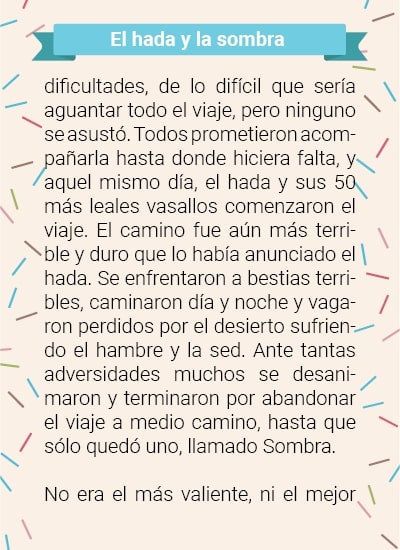 El hada y la sombra
dificultades, de lo difícil que sería
aguantar todo el viaje, pero ninguno
se asustó. Todos prometieron acom-
pañarla hasta donde hiciera falta, y
aquel mismo día, el hada y sus 50
más leales vasallos comenzaron el
viaje. El camino fue aún más terri-
ble y duro que lo había anunciado el
hada. Se enfrentaron a bestias terri-
bles, caminaron día y noche y vaga-
ron perdidos por el desierto sufrien-
do el hambre y la sed. Ante tantas
adversidades muchos se desani-
maron y terminaron por abandonar
el viaje a medio camino, hasta que
sólo quedó uno, llamado Sombra.
No era el más valiente, ni el mejor